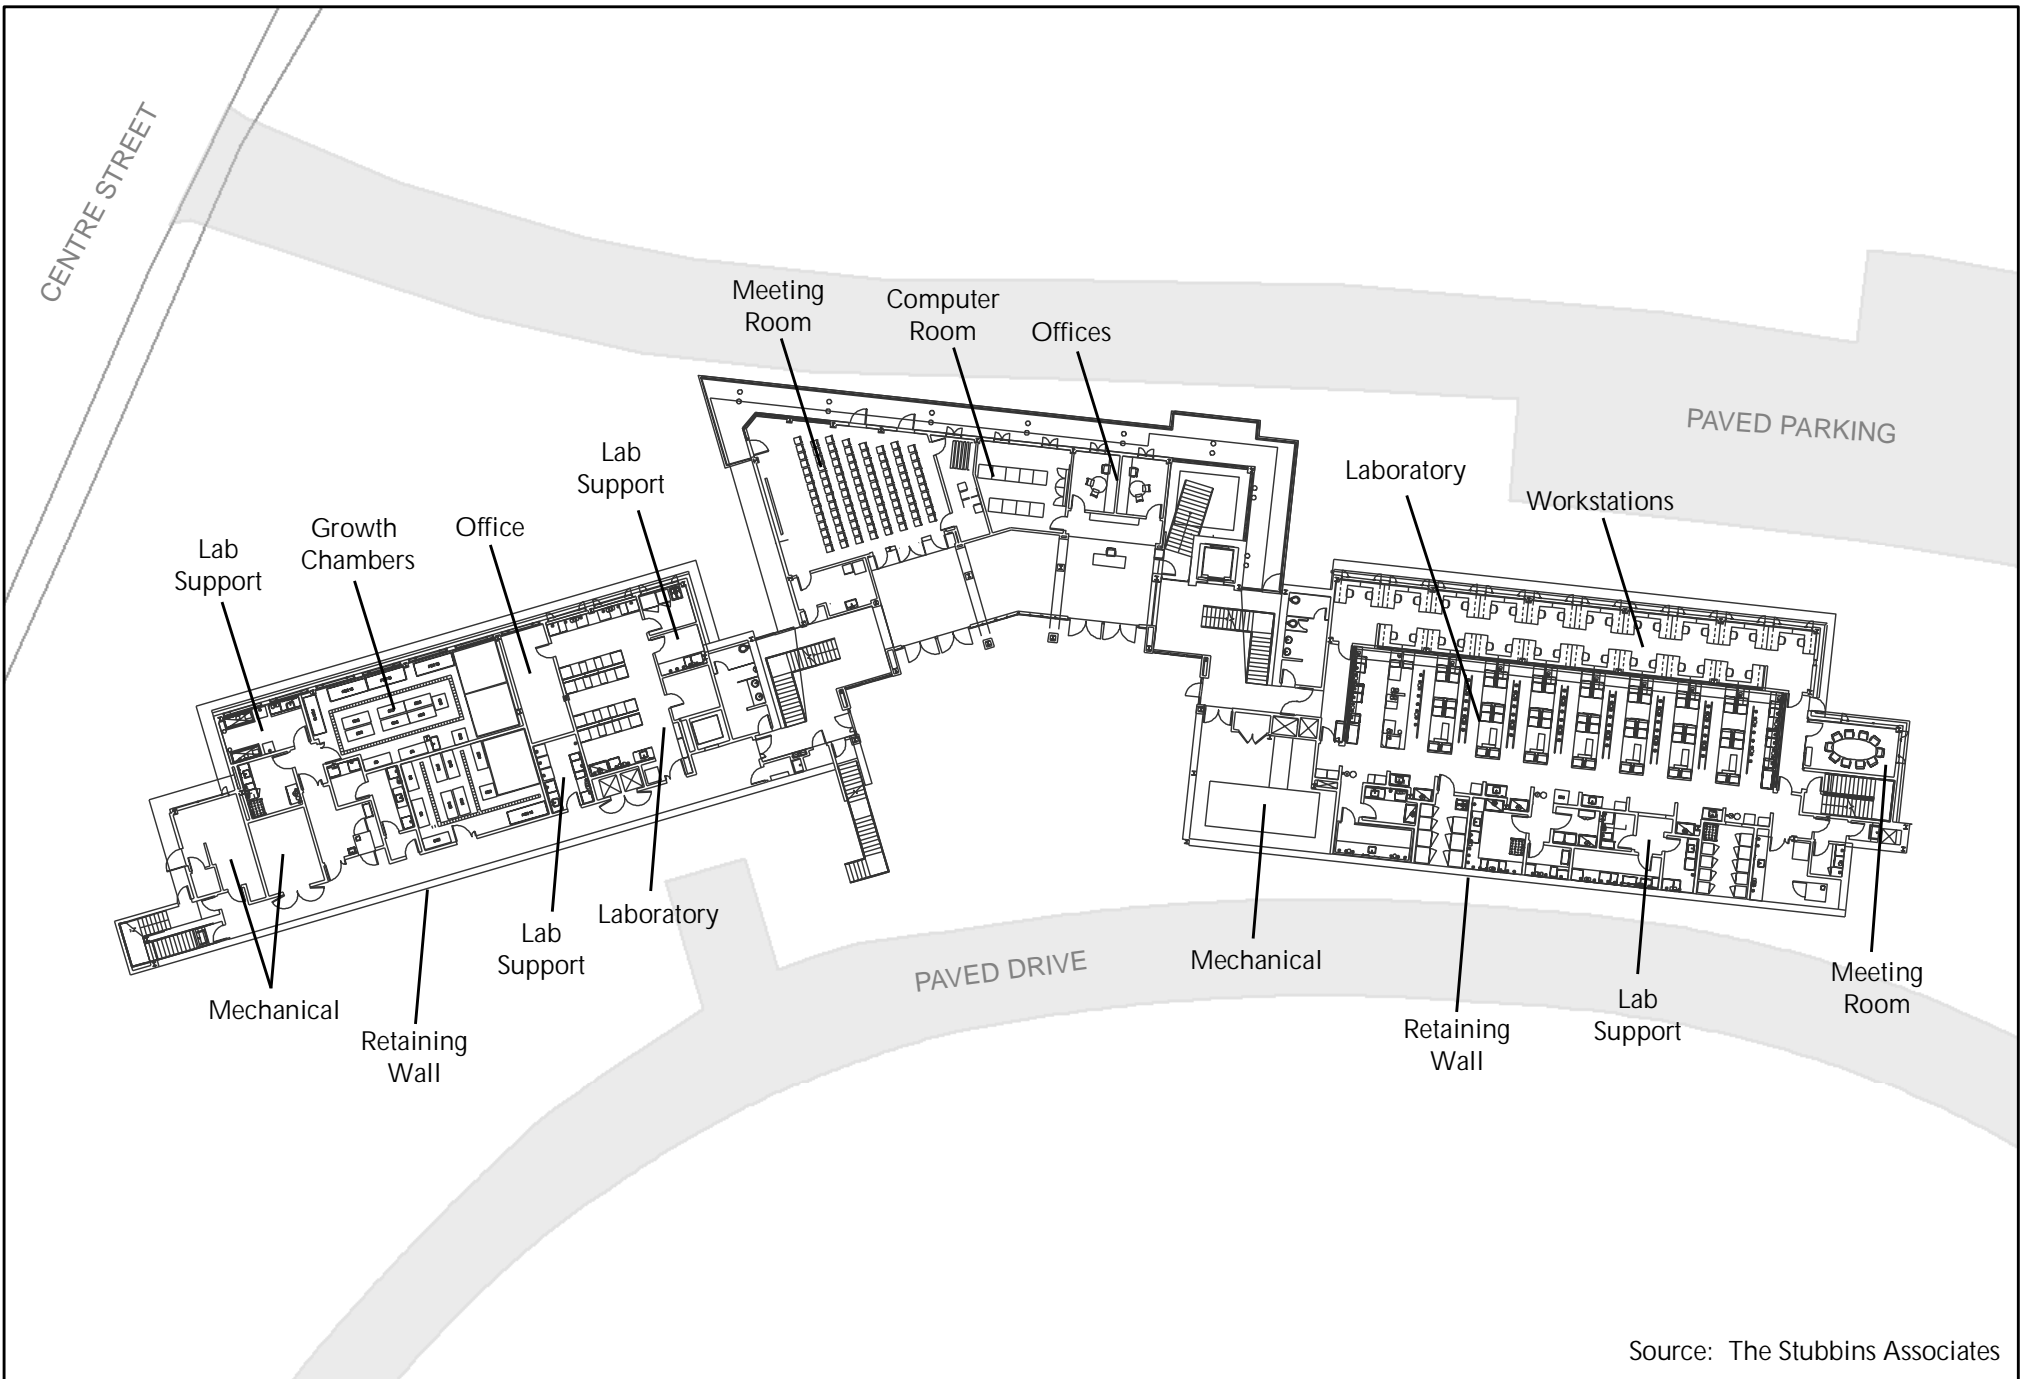 CENTRE STREET
Meeting
Room
Computer
Room
Offices
PAVED PARKING
Lab
Support
Laboratory
Workstations
Growth
Chambers
Office
Lab
Support
Laboratory
Lab
Support
PAVED DRIVE
Mechanical
Meeting
Room
Mechanical
Lab
Support
Retaining
Wall
Retaining
Wall
Source: The Stubbins Associates